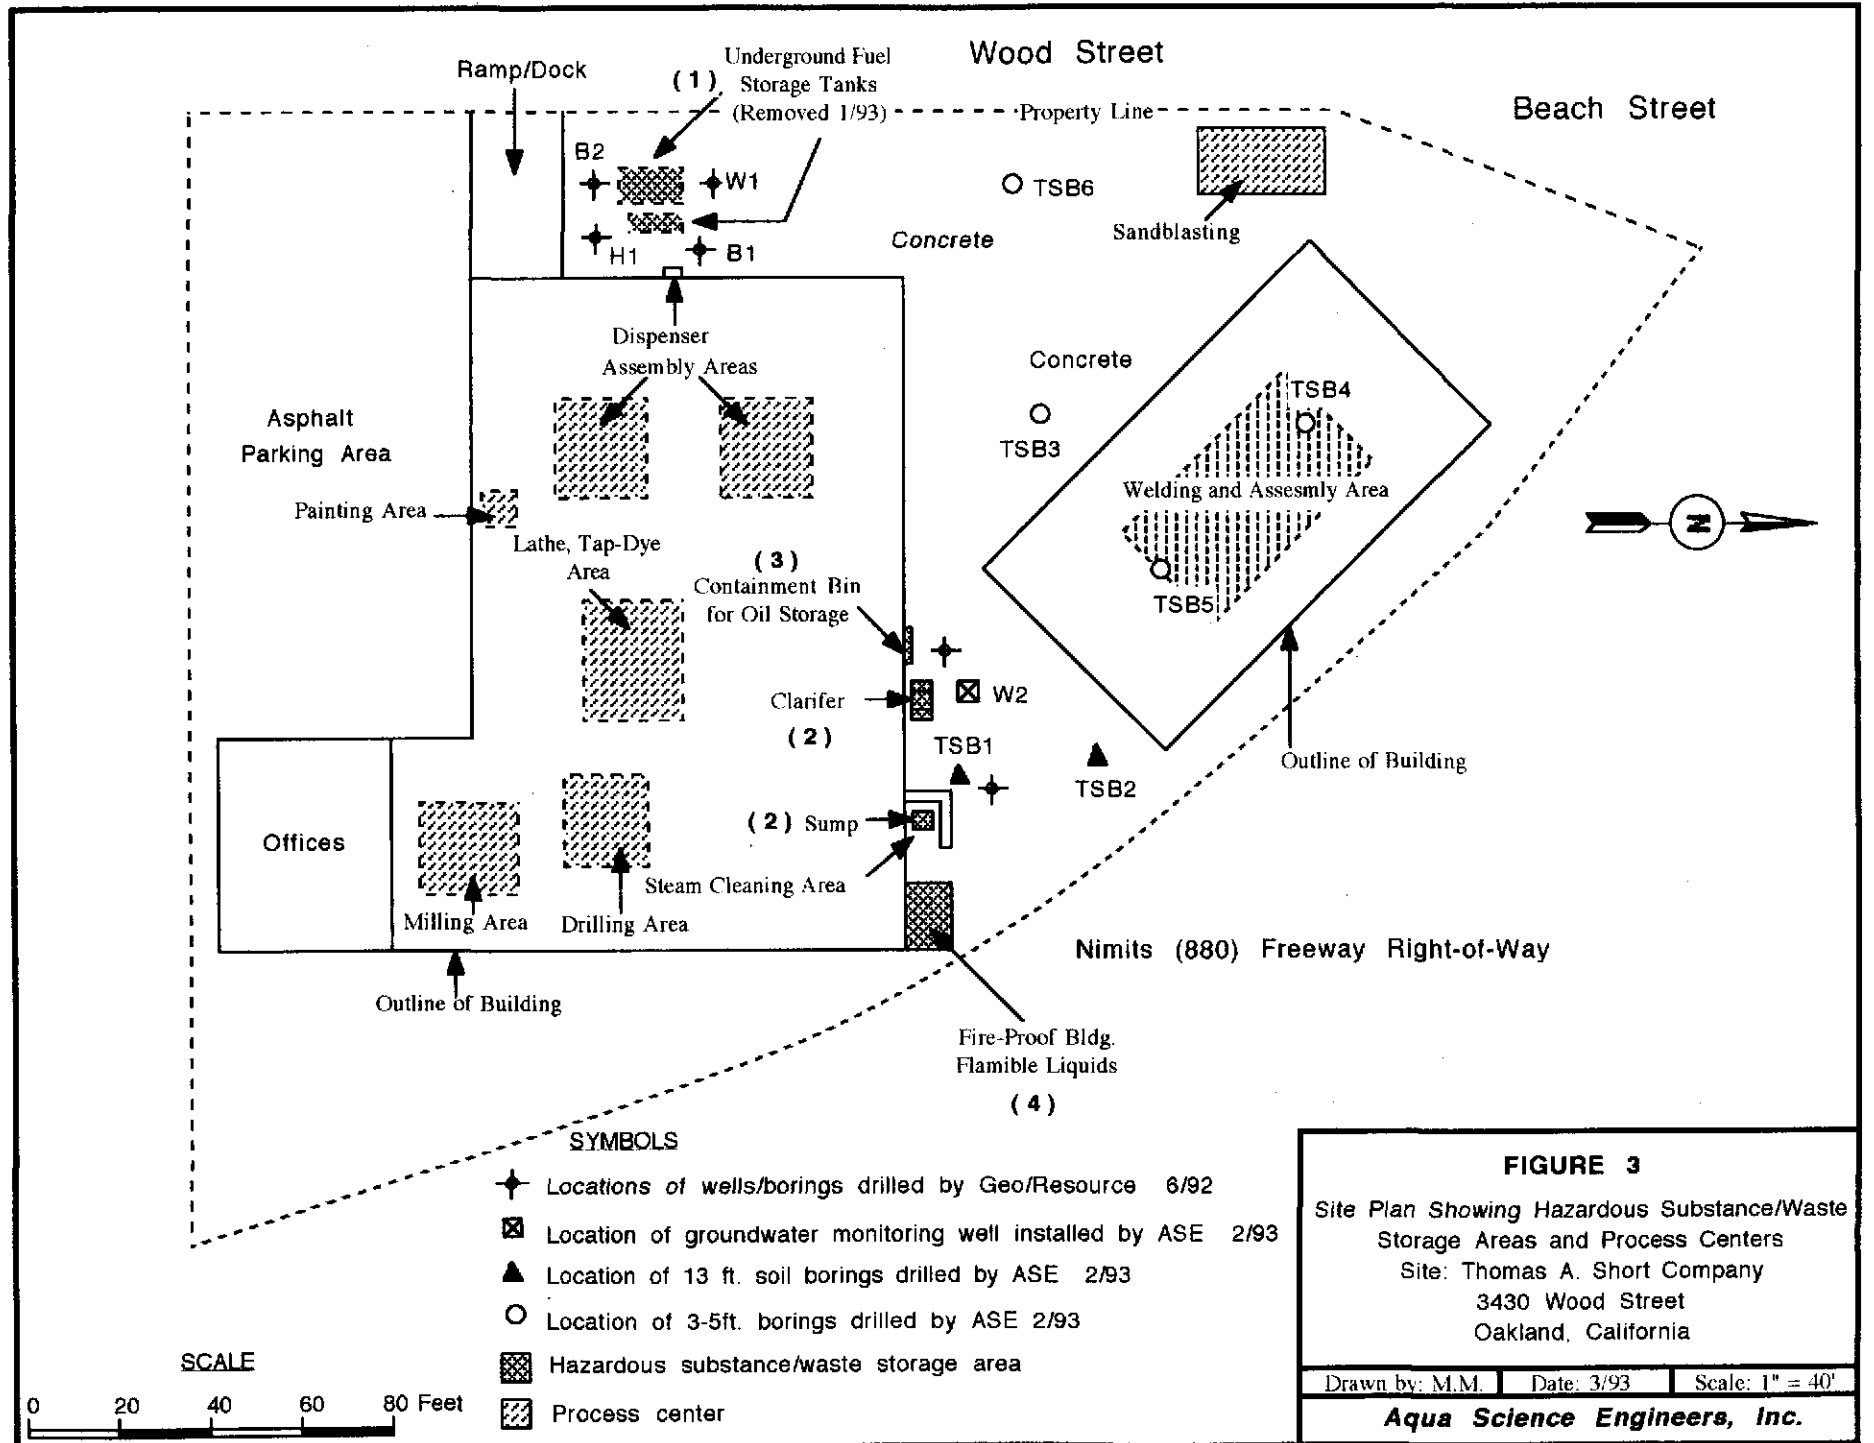 Wood Street
Beach Street
Ramp/Dock
(1)
Underground Fuel
Storage Tanks
(Removed 1/93)
Property Line
B2
W1
H1
B1
TSB6
Sandblasting
Concrete
Dispenser
Assembly Areas
Concrete
TSB3
TSB4
Welding and Assesmly Area
TSB5
Asphalt
Parking Area
Painting Area
Lathe, Tap-Dye
Area
(3)
Containment Bin
for Oil Storage
N
Clarifer
(2)
W2
TSB1
TSB2
Outline of Building
(2) Sump
Steam Cleaning Area
Offices
Milling Area
Drilling Area
Outline of Building
Nimits (880) Freeway Right-of-Way
Fire-Proof Bldg.
Flamible Liquids
(4)
SYMBOLS
Locations of wells/borings drilled by Geo/Resource 6/92
Location of groundwater monitoring well installed by ASE 2/93
Location of 13 ft. soil borings drilled by ASE 2/93
Location of 3-5ft. borings drilled by ASE 2/93
Hazardous substance/waste storage area
Process center
SCALE
0 20 40 60 80 Feet
FIGURE 3
Site Plan Showing Hazardous Substance/Waste
Storage Areas and Process Centers
Site: Thomas A. Short Company
3430 Wood Street
Oakland, California
Drawn by: M.M. Date: 3/93 Scale: 1" = 40'
Aqua Science Engineers, Inc.